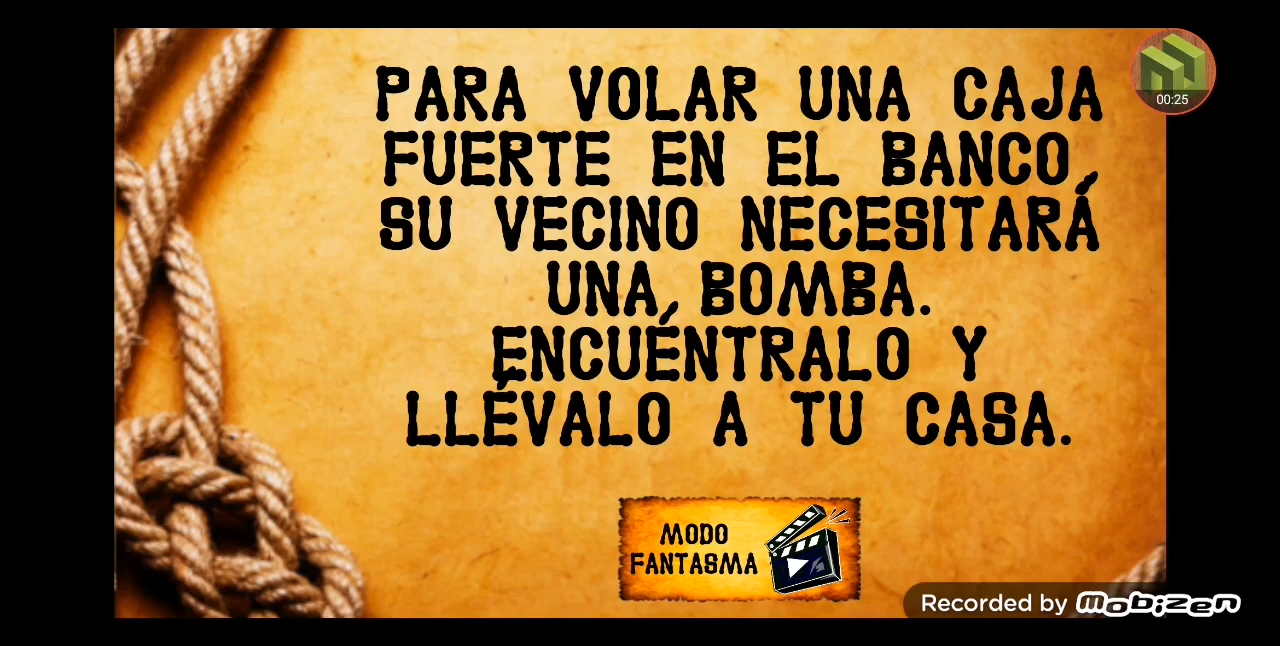 PARA VOLAR UNA CAJA
FUERTE EN EL BANCO,
SU VECINO NECESITARÁ
UNA BOMBA.
ENCUÉNTRALO Y
LLÉVALO A TU CASA.
MODO
FANTASMA
00:25
Recorded by Mobizen